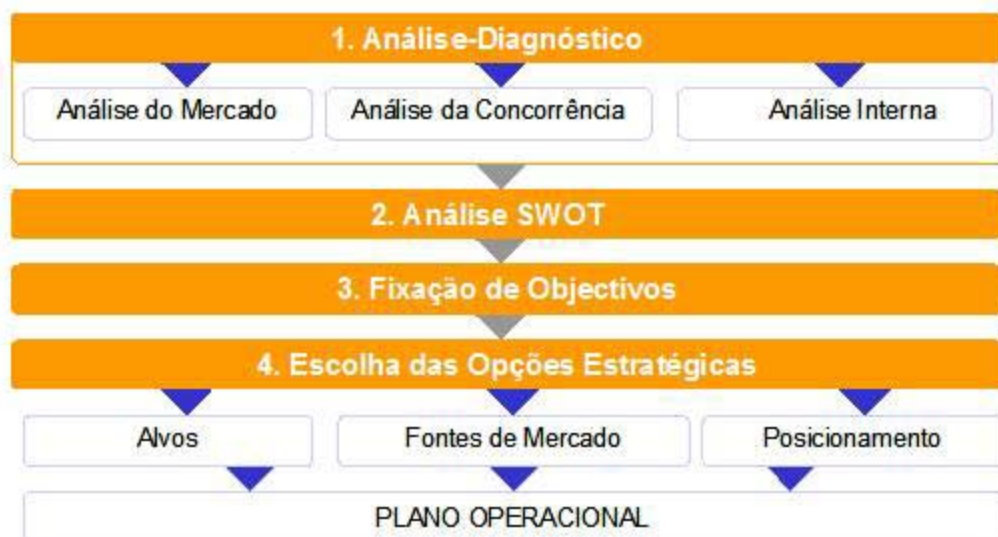 1. Análise-Diagnóstico
Análise do Mercado
Análise da Concorrência
Análise Interna
2. Análise SWOT
3. Fixação de Objectivos
4. Escolha das Opções Estratégicas
Alvos
Fontes de Mercado
Posicionamento
PLANO OPERACIONAL